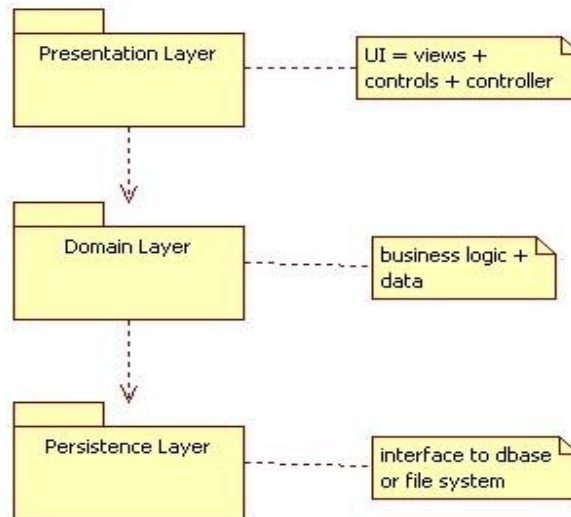 Presentation Layer
UI = views +
controls + controller
Domain Layer
business logic +
data
Persistence Layer
interface to dbase
or file system